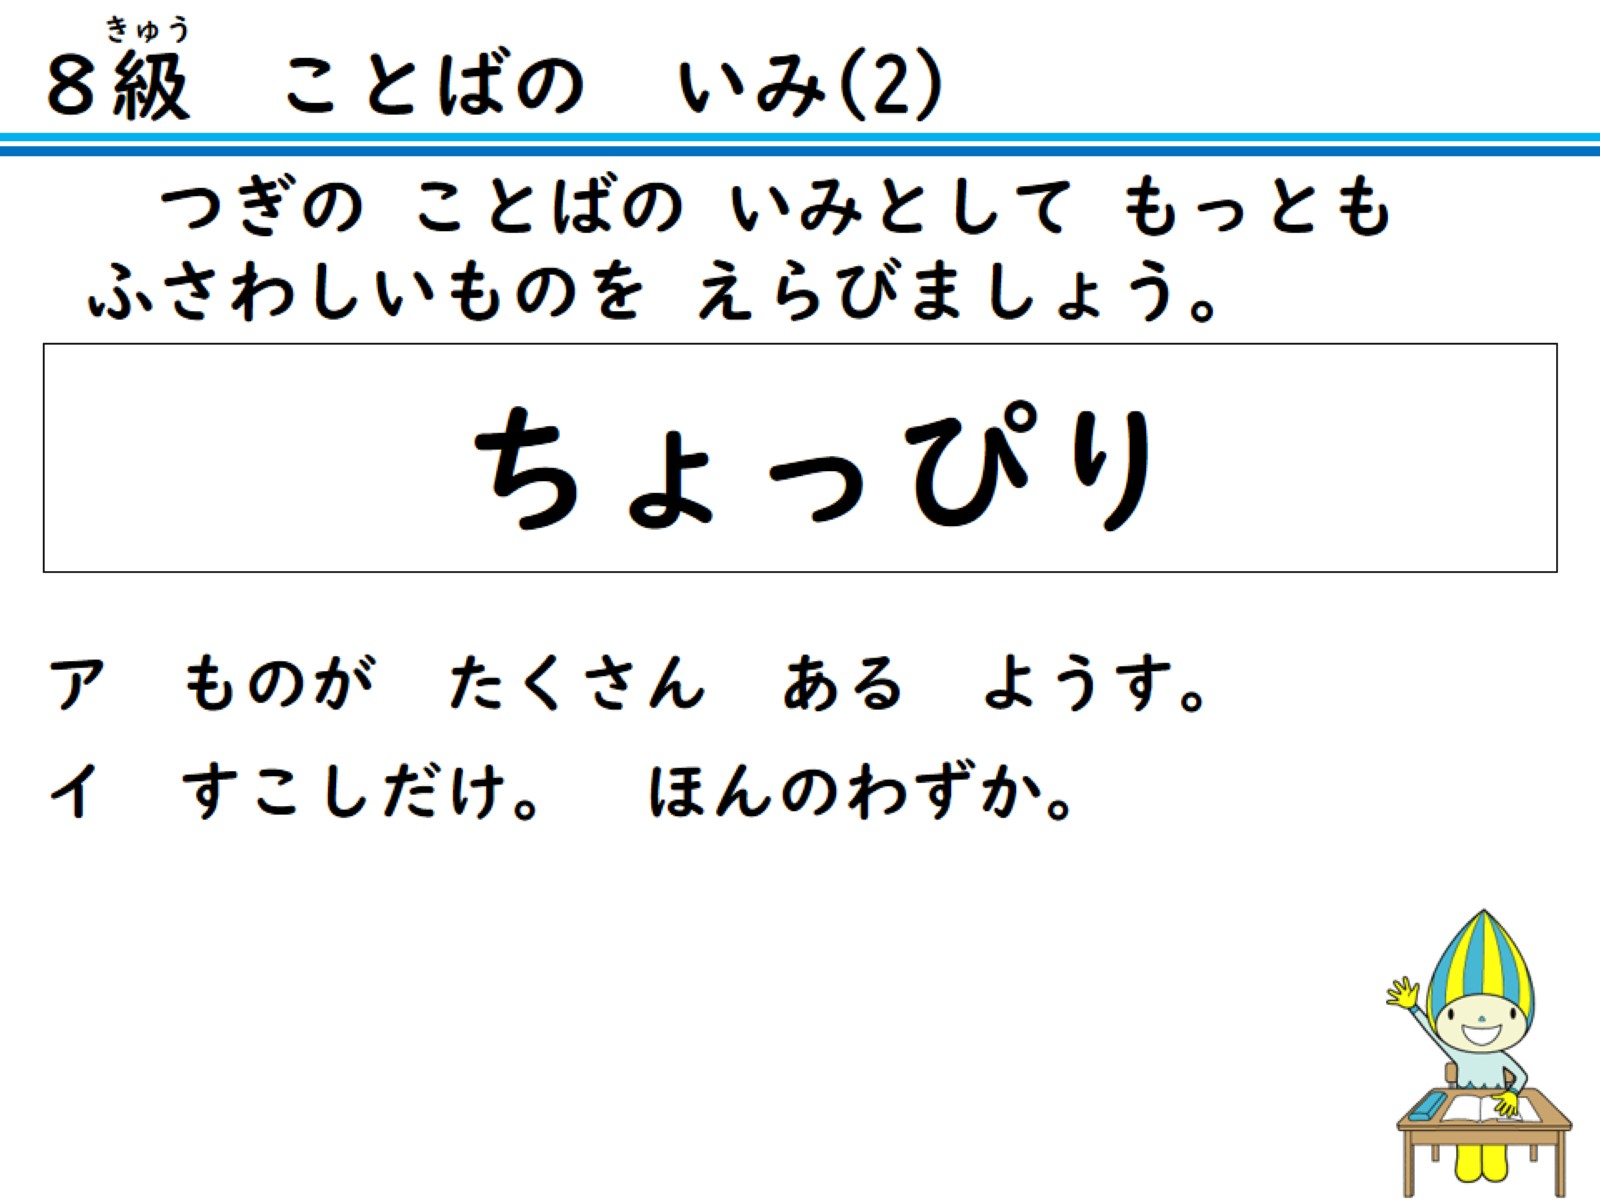 きゅう
８級　ことばの　いみ(2)
つぎの ことばの いみとして もっとも
ふさわしいものを えらびましょう。
ちょっぴり
ア　ものが　たくさん　ある　ようす。
イ　すこしだけ。　ほんのわずか。